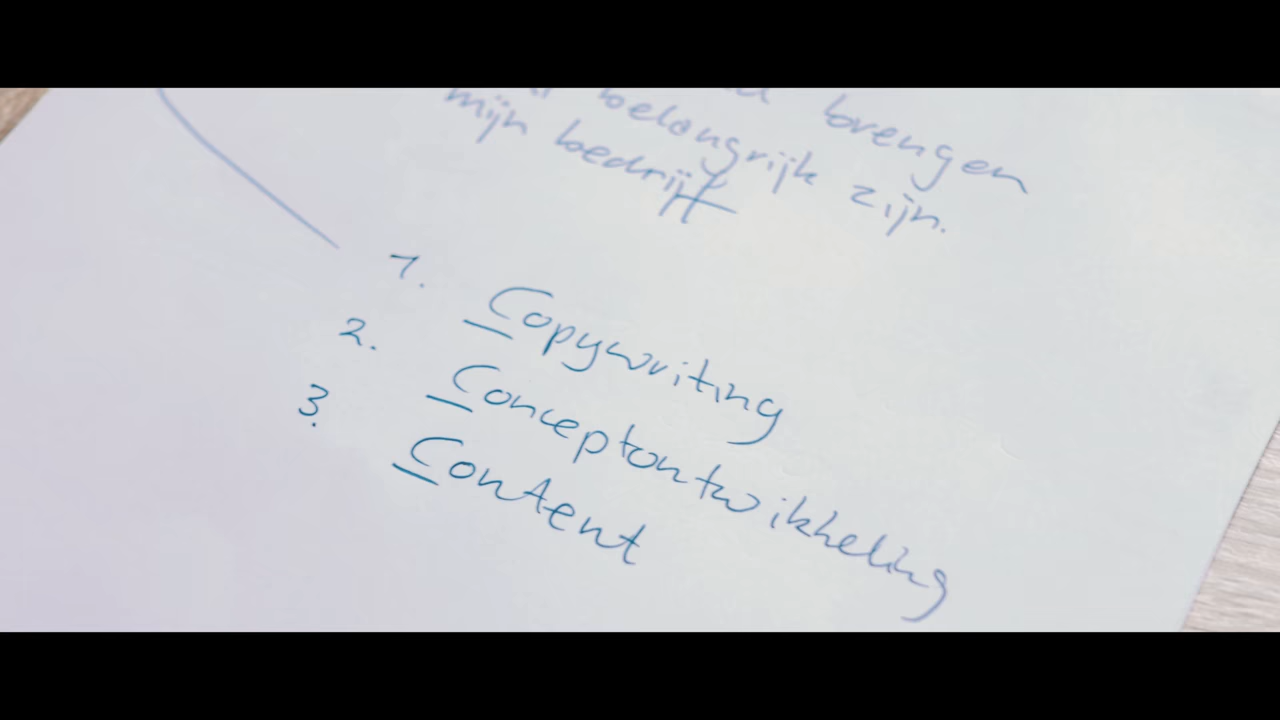 brengen
belangrijk zijn.
mijn bedrijf
1. Copywriting
2. Conceptontwikkeling
3. Content